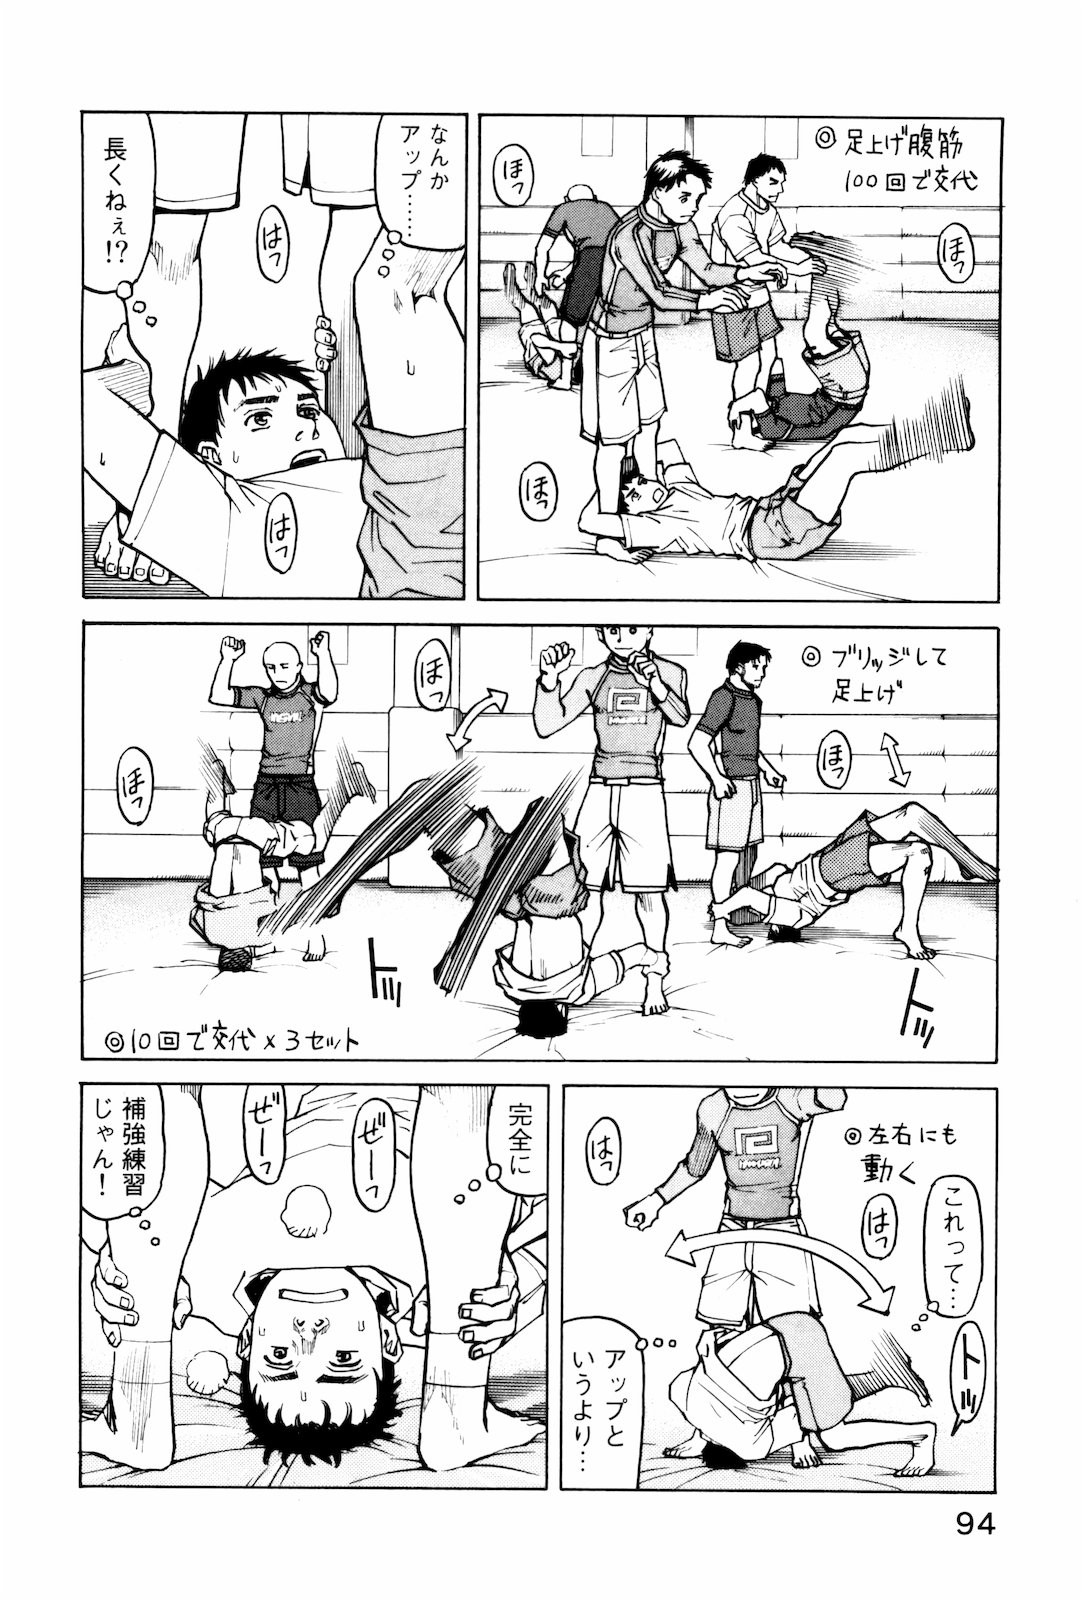 ◎足上げ腹筋
100回で交代
ほっ
ほっ
ほっ
なんか
アップ……
長くねぇ!?
はっ
はっ
◎ブリッジして
足上げ
ほっ
ほっ
ほっ
トッ
トッ
◎10回で交代×3セット
◎左右にも
動く
これって…
はっ
はっ
トッ
アップと
いうより…
完全に
補強練習
じゃん!
ぜーっ
ぜーっ
94